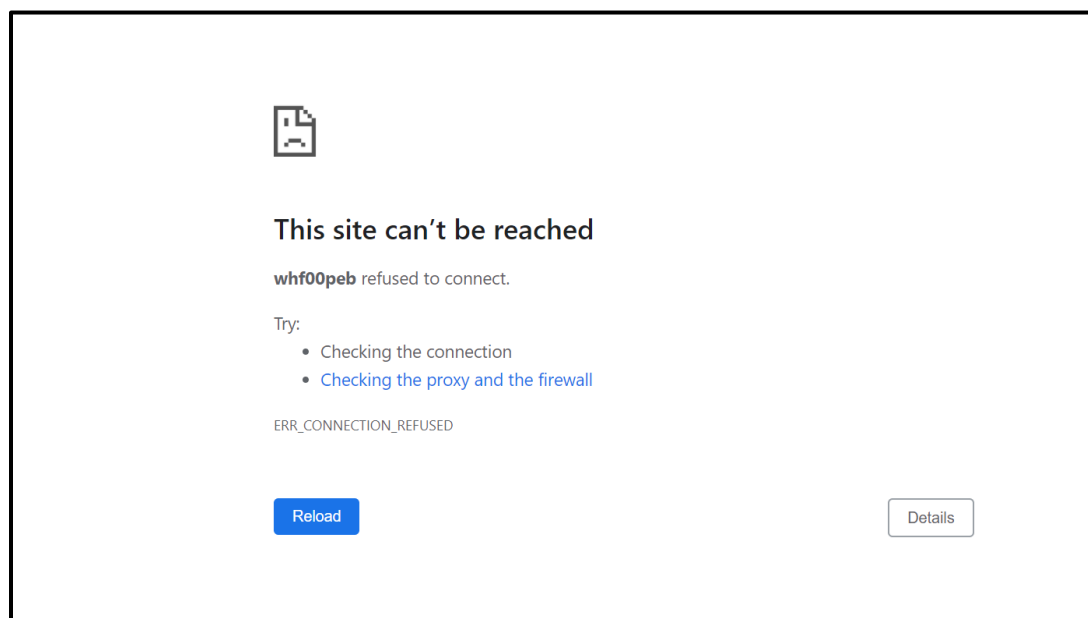 This site can’t be reached
whf00peb refused to connect.
Try:
• Checking the connection
• Checking the proxy and the firewall
ERR_CONNECTION_REFUSED
Reload
Details